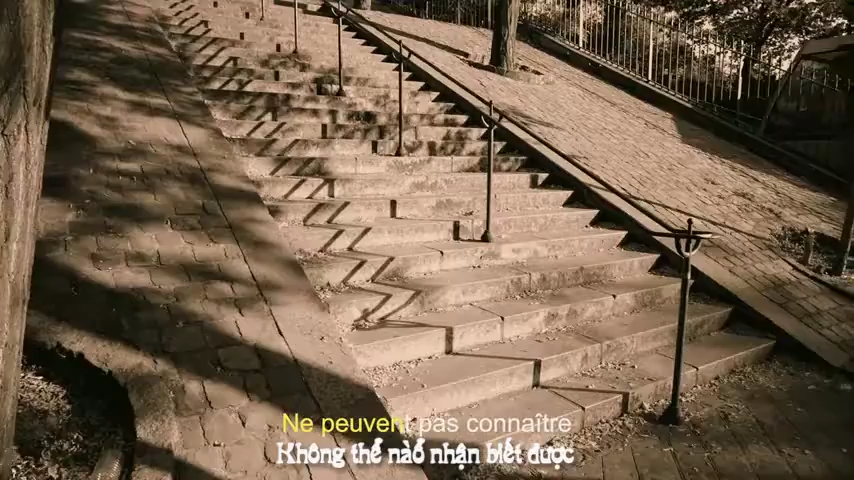 Ne peuvent pas connaître
Không thể nào nhận biết được